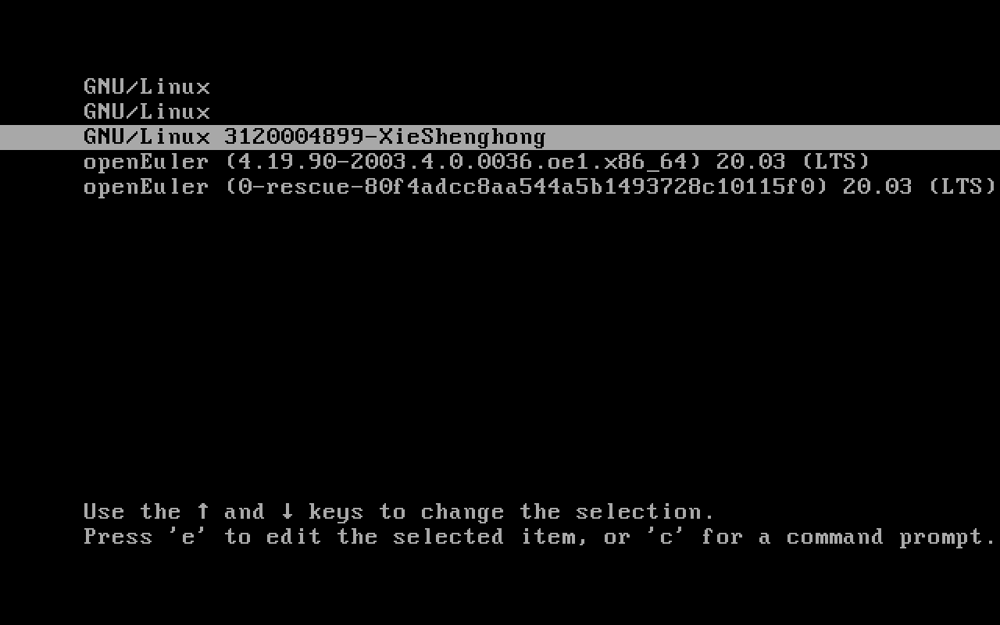 GNU/Linux
GNU/Linux
GNU/Linux 3120004899-XieShenghong
openEuler (4.19.90-2003.4.0.0036.oe1.x86_64) 20.03 (LTS)
openEuler (0-rescue-80f4adcc8aa544a5b1493728c10115f0) 20.03 (LTS)
Use the ↑ and ↓ keys to change the selection.
Press 'e' to edit the selected item, or 'c' for a command prompt.